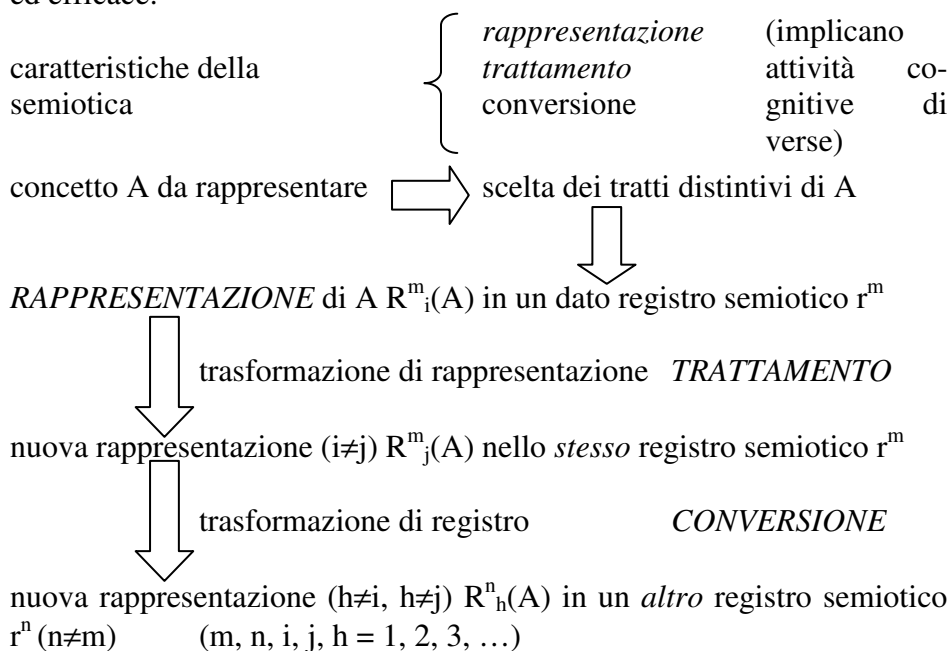 ed efficace:
rappresentazione (implicano
caratteristiche della trattamento attività co-
semiotica conversione gnitive di
verse)
concetto A da rappresentare scelta dei tratti distintivi di A
RAPPRESENTAZIONE di A R^m_i(A) in un dato registro semiotico r^m
trasformazione di rappresentazione TRATTAMENTO
nuova rappresentazione (i≠j) R^m_j(A) nello stesso registro semiotico r^m
trasformazione di registro CONVERSIONE
nuova rappresentazione (h≠i, h≠j) R^n_h(A) in un altro registro semiotico
r^n (n≠m) (m, n, i, j, h = 1, 2, 3, …)